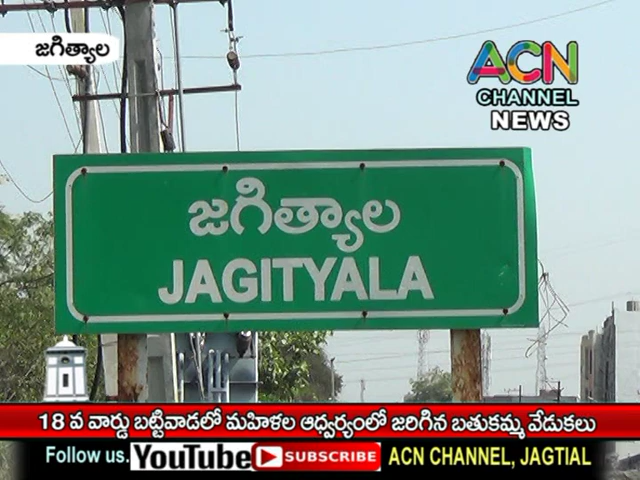 జగిత్యాల
ACN
CHANNEL
NEWS
జగిత్యాల
JAGITYALA
18 వ వార్డు బట్టివాడలో మహిళల ఆధ్వర్యంలో జరిగిన బతుకమ్మ వేడుకలు
Follow us. YouTube SUBSCRIBE ACN CHANNEL, JAGTIAL